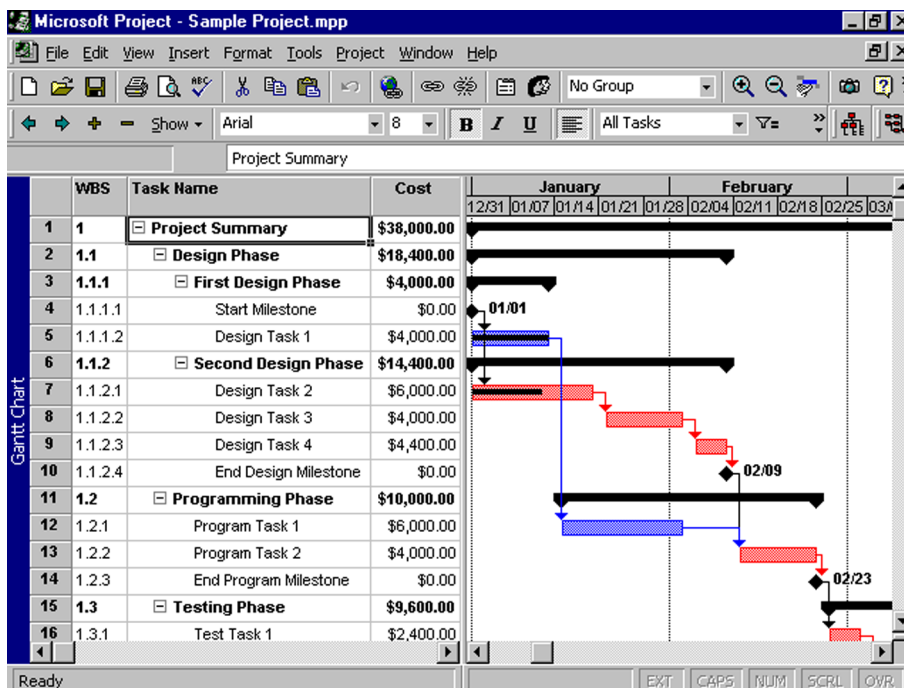 Microsoft Project - Sample Project.mpp
File Edit View Insert Format Tools Project Window Help
ABC No Group
Show Arial 8 B I U All Tasks
Project Summary
WBS Task Name Cost January February
12/31 01/07 01/14 01/21 01/28 02/04 02/11 02/18 02/25
1 1 Project Summary $38,000.00
2 1.1 Design Phase $18,400.00
3 1.1.1 First Design Phase $4,000.00
4 1.1.1.1 Start Milestone $0.00 01/01
5 1.1.1.2 Design Task 1 $4,000.00
6 1.1.2 Second Design Phase $14,400.00
7 1.1.2.1 Design Task 2 $6,000.00
8 1.1.2.2 Design Task 3 $4,000.00
9 1.1.2.3 Design Task 4 $4,400.00
10 1.1.2.4 End Design Milestone $0.00 02/09
11 1.2 Programming Phase $10,000.00
12 1.2.1 Program Task 1 $6,000.00
13 1.2.2 Program Task 2 $4,000.00
14 1.2.3 End Program Milestone $0.00 02/23
15 1.3 Testing Phase $9,600.00
16 1.3.1 Test Task 1 $2,400.00
Gantt Chart
Ready EXT CAPS NUM SCRL OVR